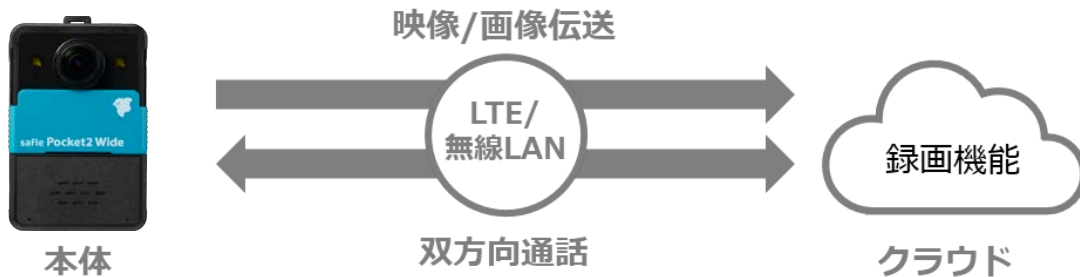 映像/画像伝送
safie Pocket2 Wide
LTE/
無線LAN
録画機能
本体
双方向通話
クラウド